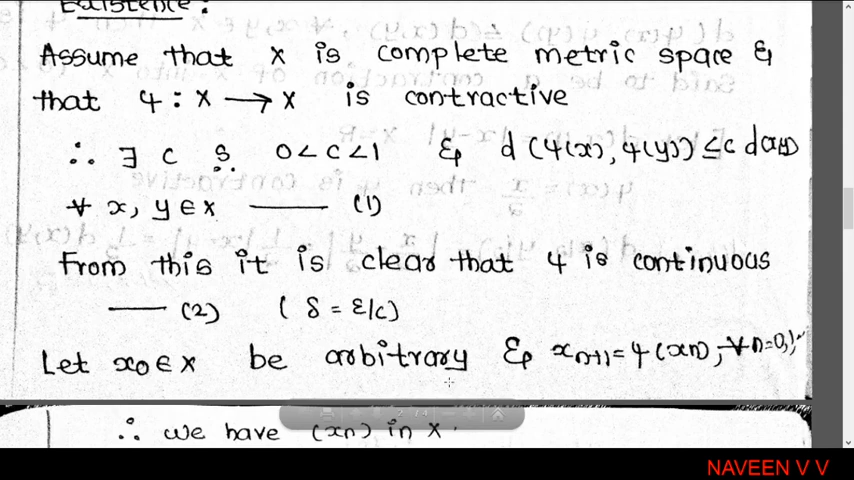 Existence:
Assume that X is complete metric space &
that ψ : X → X is contractive
∴ ∃ c s. 0 < c < 1 & d (ψ(x), ψ(y)) ≤ c d(x,y)
∀ x, y ∈ X ——— (1)
From this it is clear that ψ is continuous
—— (2) ( δ = ε/c)
Let x₀ ∈ X be arbitrary & xₙ₊₁ = ψ (xₙ), ∀ n=0,1,
∴ we have (xₙ) in X
NAVEEN V V